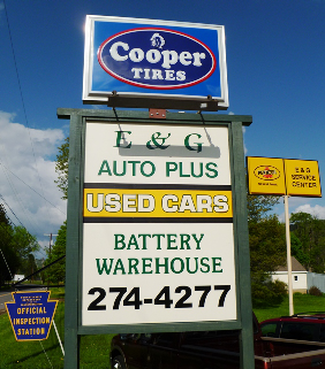 Cooper
TIRES
E & G
AUTO PLUS
USED CARS
BATTERY
WAREHOUSE
274-4277
E & G
SERVICE
CENTER
OFFICIAL
INSPECTION
STATION